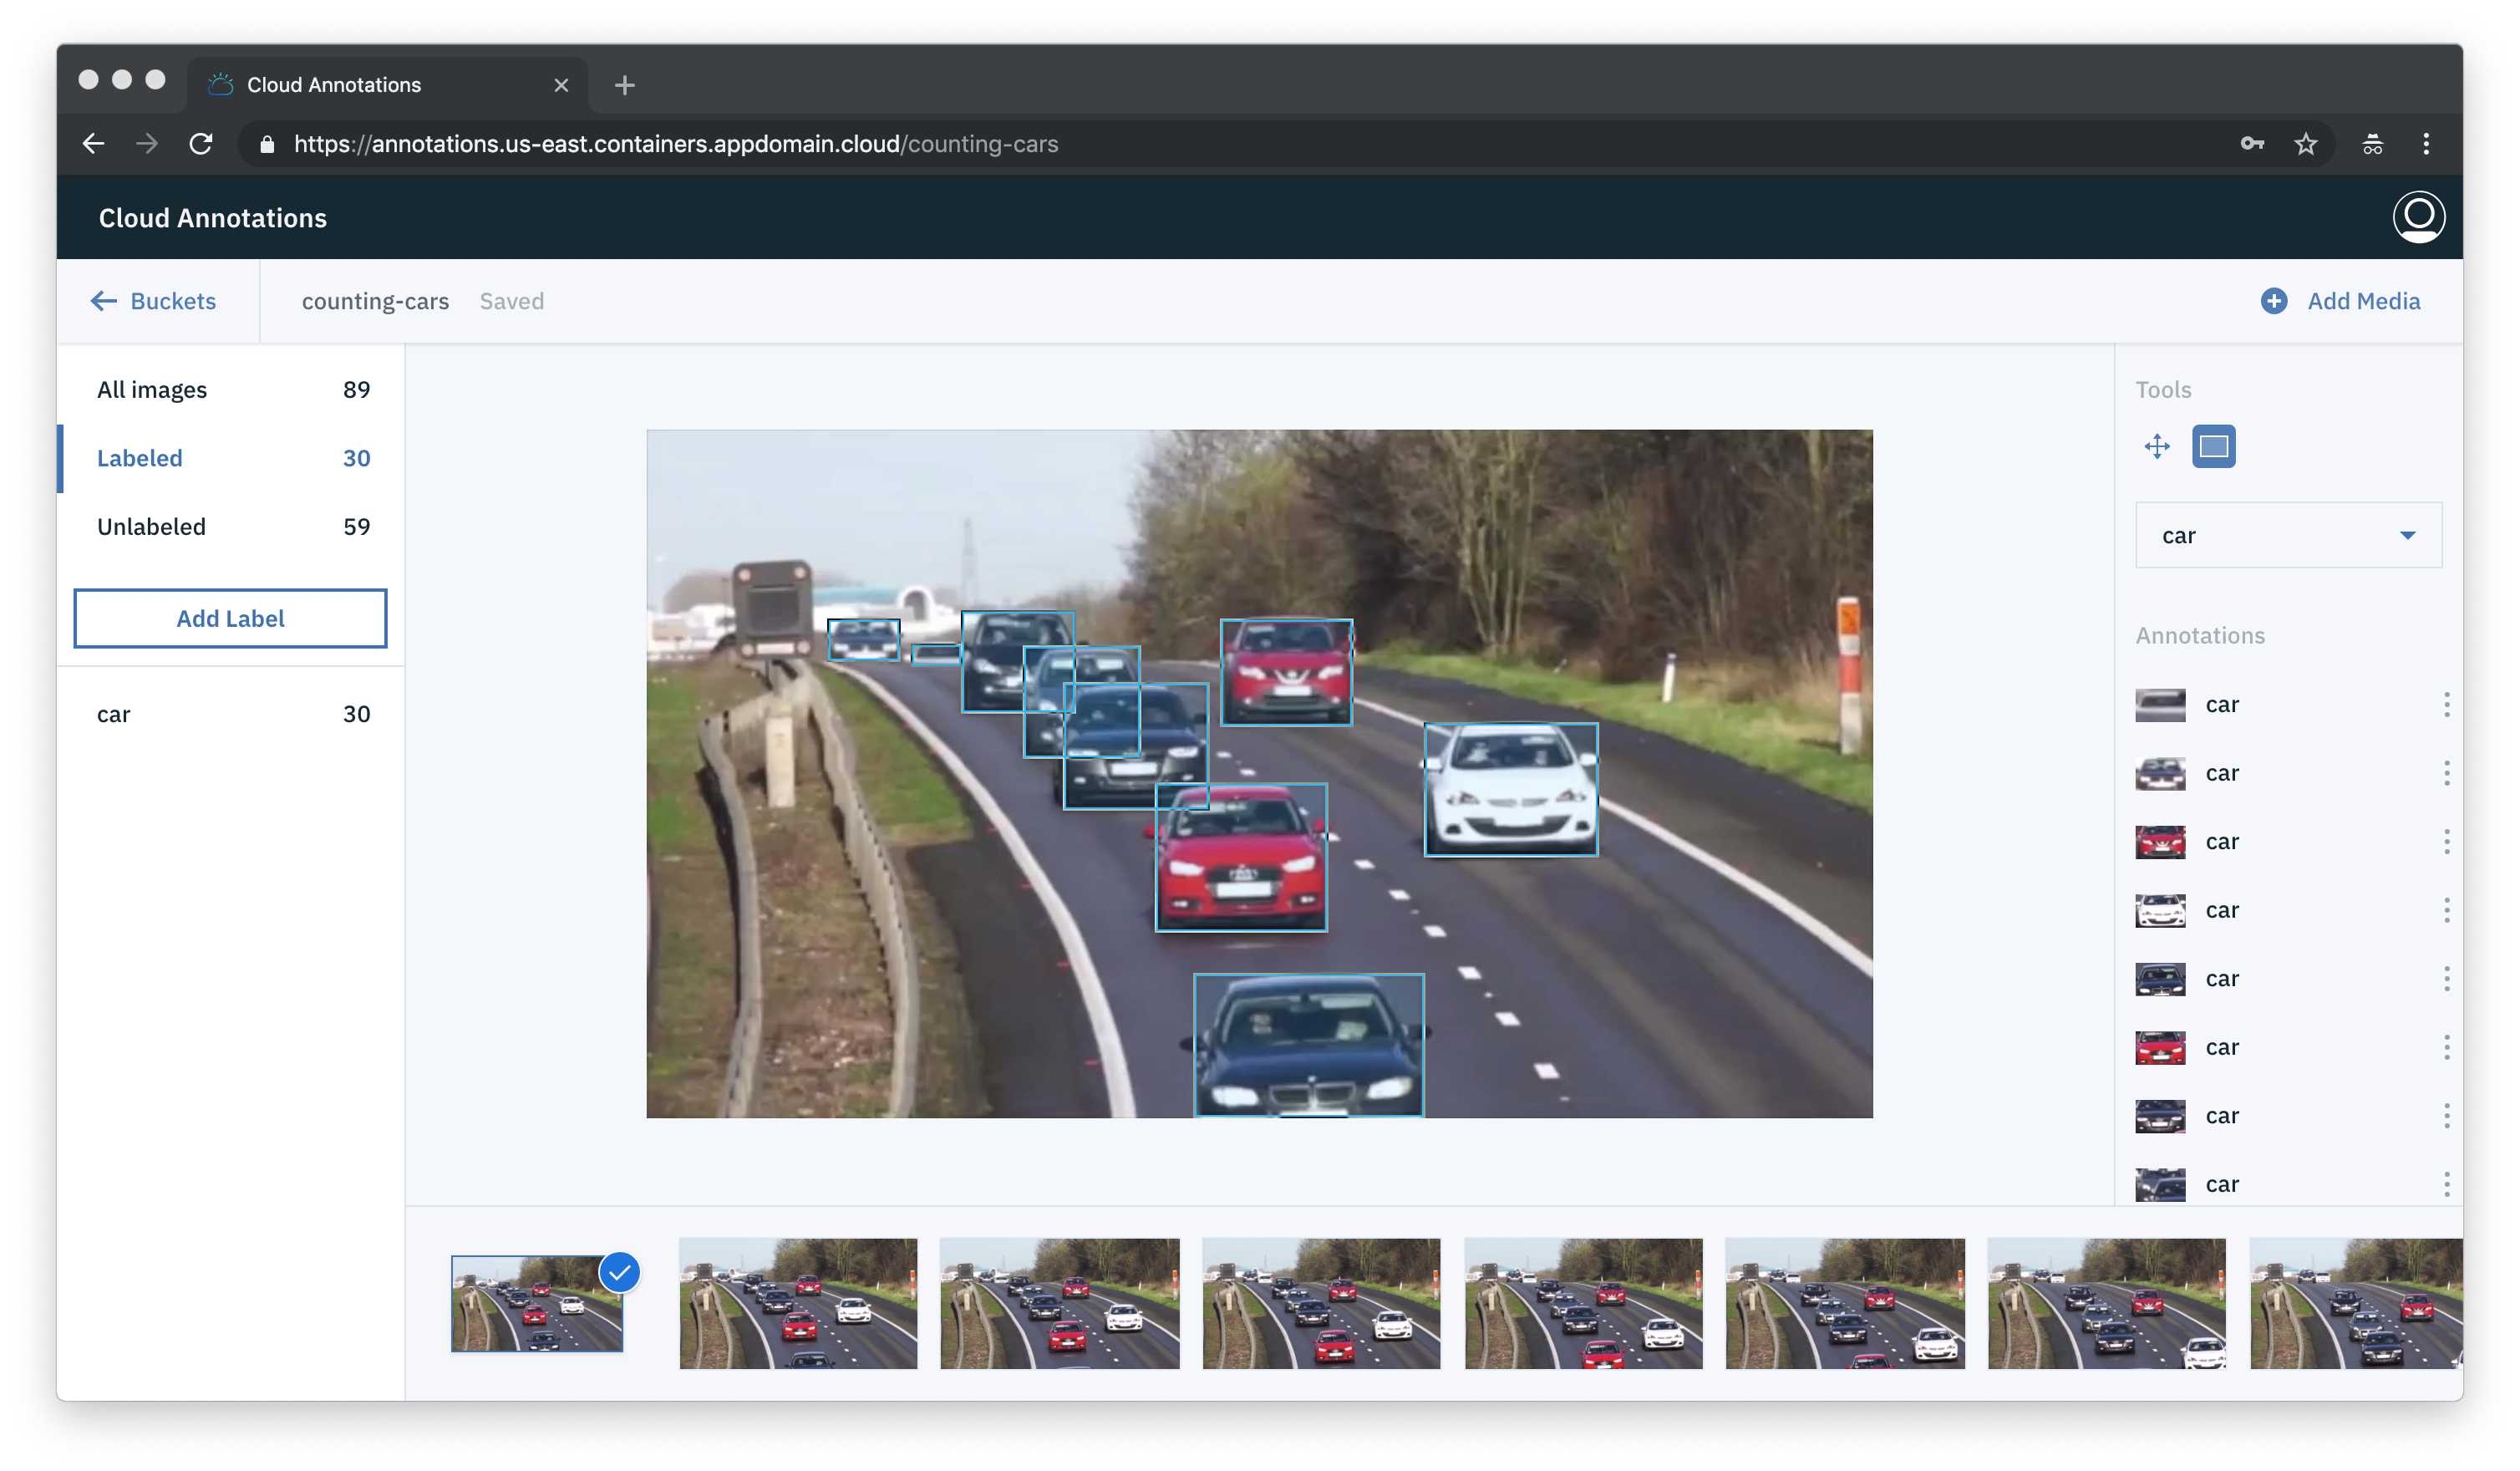 Cloud Annotations
https://annotations.us-east.containers.appdomain.cloud/counting-cars
Cloud Annotations
Buckets
counting-cars
Saved
Add Media
All images 89
Labeled 30
Unlabeled 59
Add Label
car 30
Tools
car
Annotations
car
car
car
car
car
car
car
car